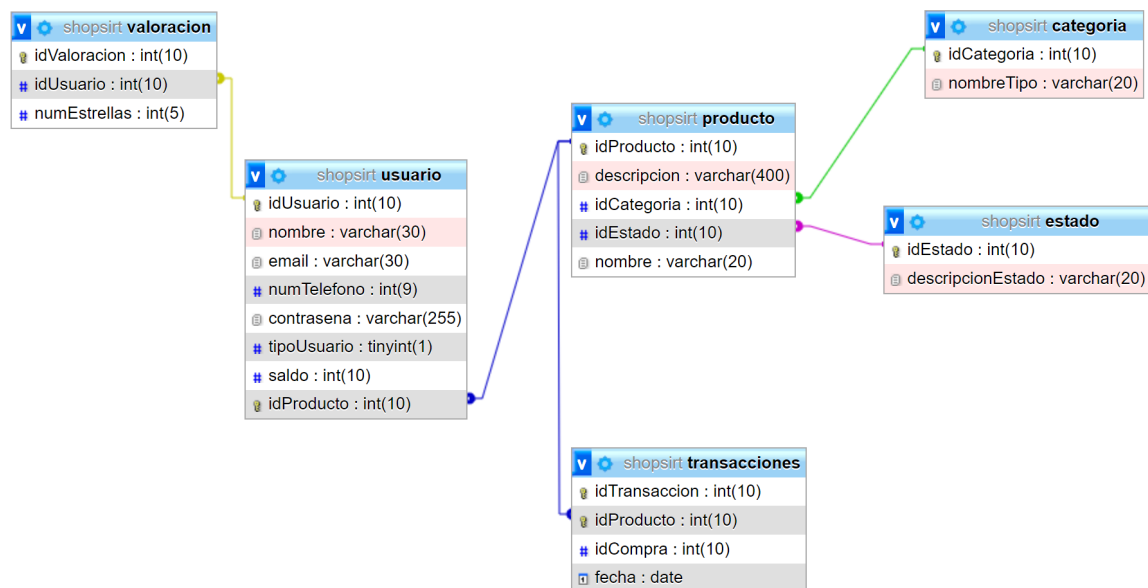 v shopsirt valoracion
idValoracion : int(10)
# idUsuario : int(10)
# numEstrellas : int(5)
v shopsirt usuario
idUsuario : int(10)
nombre : varchar(30)
email : varchar(30)
# numTelefono : int(9)
contrasena : varchar(255)
# tipoUsuario : tinyint(1)
# saldo : int(10)
idProducto : int(10)
v shopsirt producto
idProducto : int(10)
descripcion : varchar(400)
# idCategoria : int(10)
# idEstado : int(10)
nombre : varchar(20)
v shopsirt categoria
idCategoria : int(10)
nombreTipo : varchar(20)
v shopsirt estado
idEstado : int(10)
descripcionEstado : varchar(20)
v shopsirt transacciones
idTransaccion : int(10)
idProducto : int(10)
# idCompra : int(10)
fecha : date